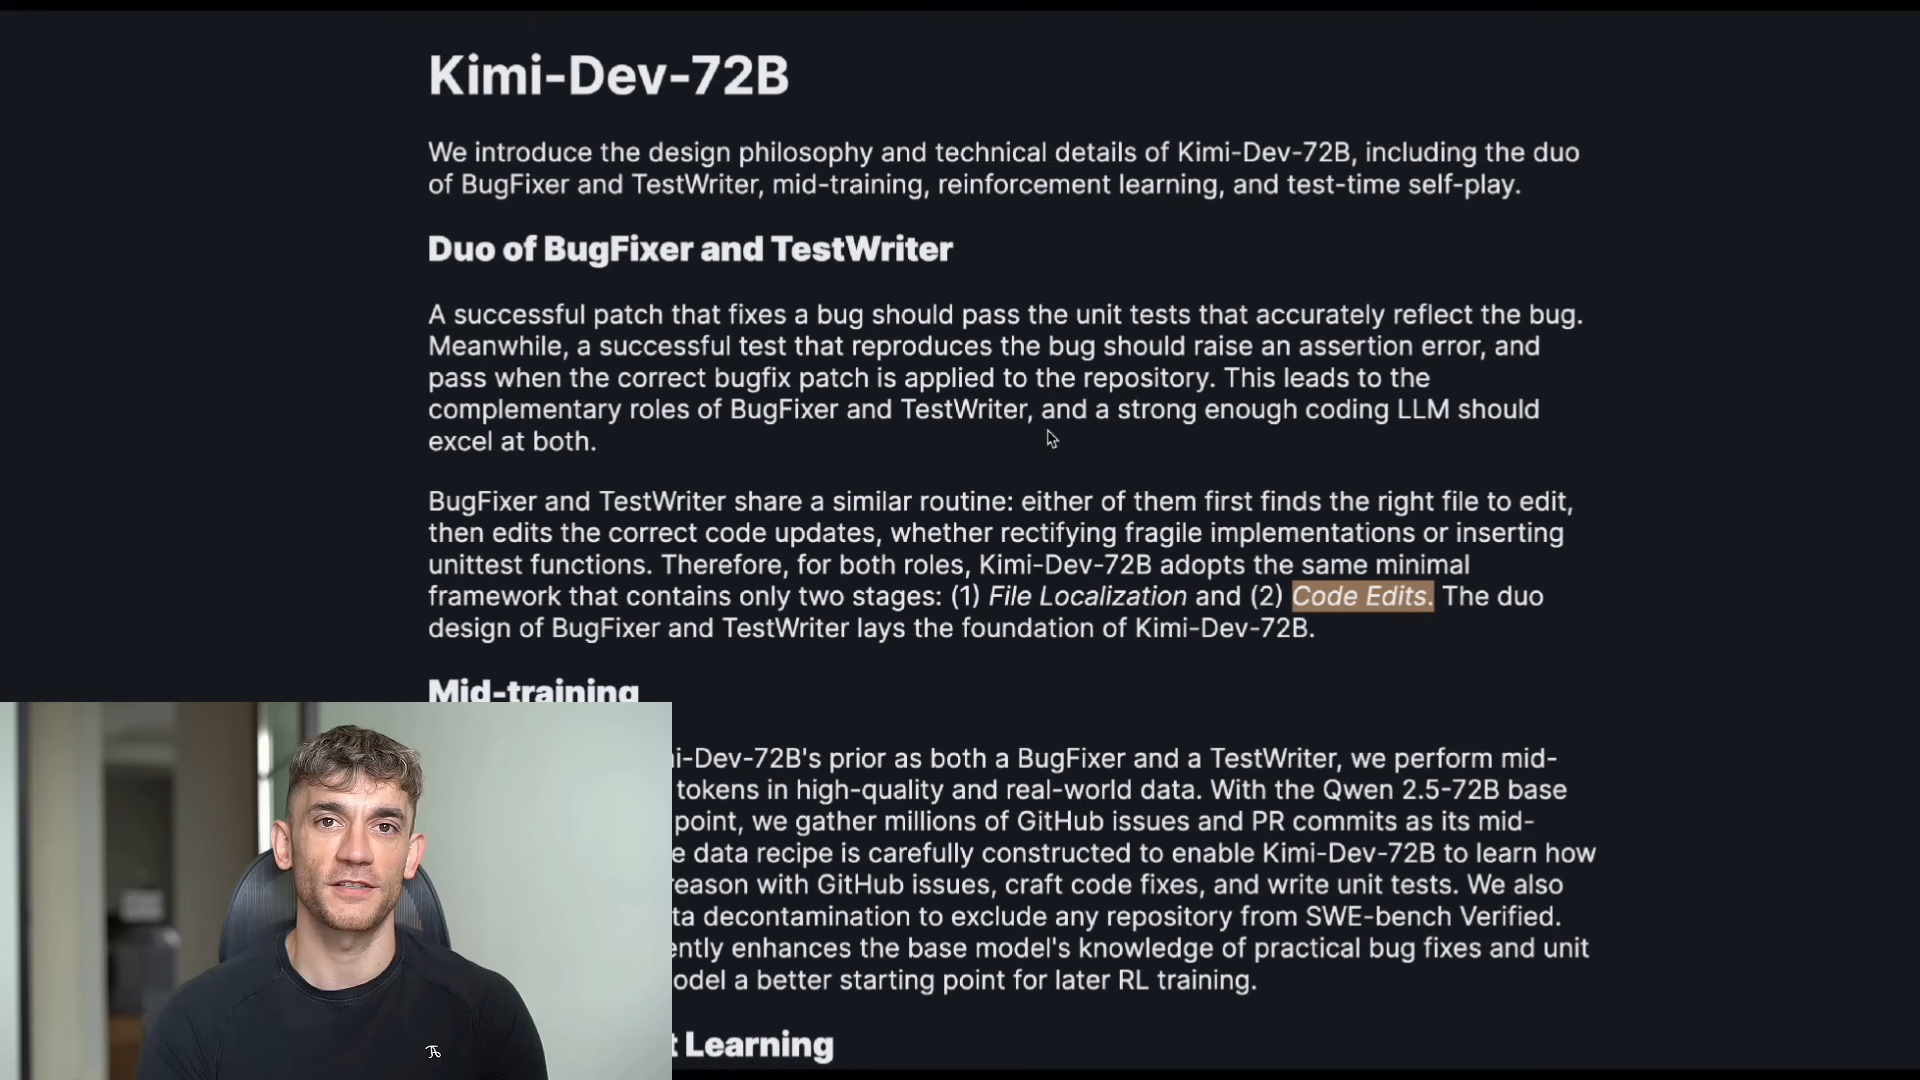 Kimi-Dev-72B
We introduce the design philosophy and technical details of Kimi-Dev-72B, including the duo
of BugFixer and TestWriter, mid-training, reinforcement learning, and test-time self-play.
Duo of BugFixer and TestWriter
A successful patch that fixes a bug should pass the unit tests that accurately reflect the bug.
Meanwhile, a successful test that reproduces the bug should raise an assertion error, and
pass when the correct bugfix patch is applied to the repository. This leads to the
complementary roles of BugFixer and TestWriter, and a strong enough coding LLM should
excel at both.
BugFixer and TestWriter share a similar routine: either of them first finds the right file to edit,
then edits the correct code updates, whether rectifying fragile implementations or inserting
unittest functions. Therefore, for both roles, Kimi-Dev-72B adopts the same minimal
framework that contains only two stages: (1) File Localization and (2) Code Edits. The duo
design of BugFixer and TestWriter lays the foundation of Kimi-Dev-72B.
Mid-training
i-Dev-72B's prior as both a BugFixer and a TestWriter, we perform mid-
tokens in high-quality and real-world data. With the Qwen 2.5-72B base
point, we gather millions of GitHub issues and PR commits as its mid-
e data recipe is carefully constructed to enable Kimi-Dev-72B to learn how
reason with GitHub issues, craft code fixes, and write unit tests. We also
ta decontamination to exclude any repository from SWE-bench Verified.
ently enhances the base model's knowledge of practical bug fixes and unit
odel a better starting point for later RL training.
t Learning